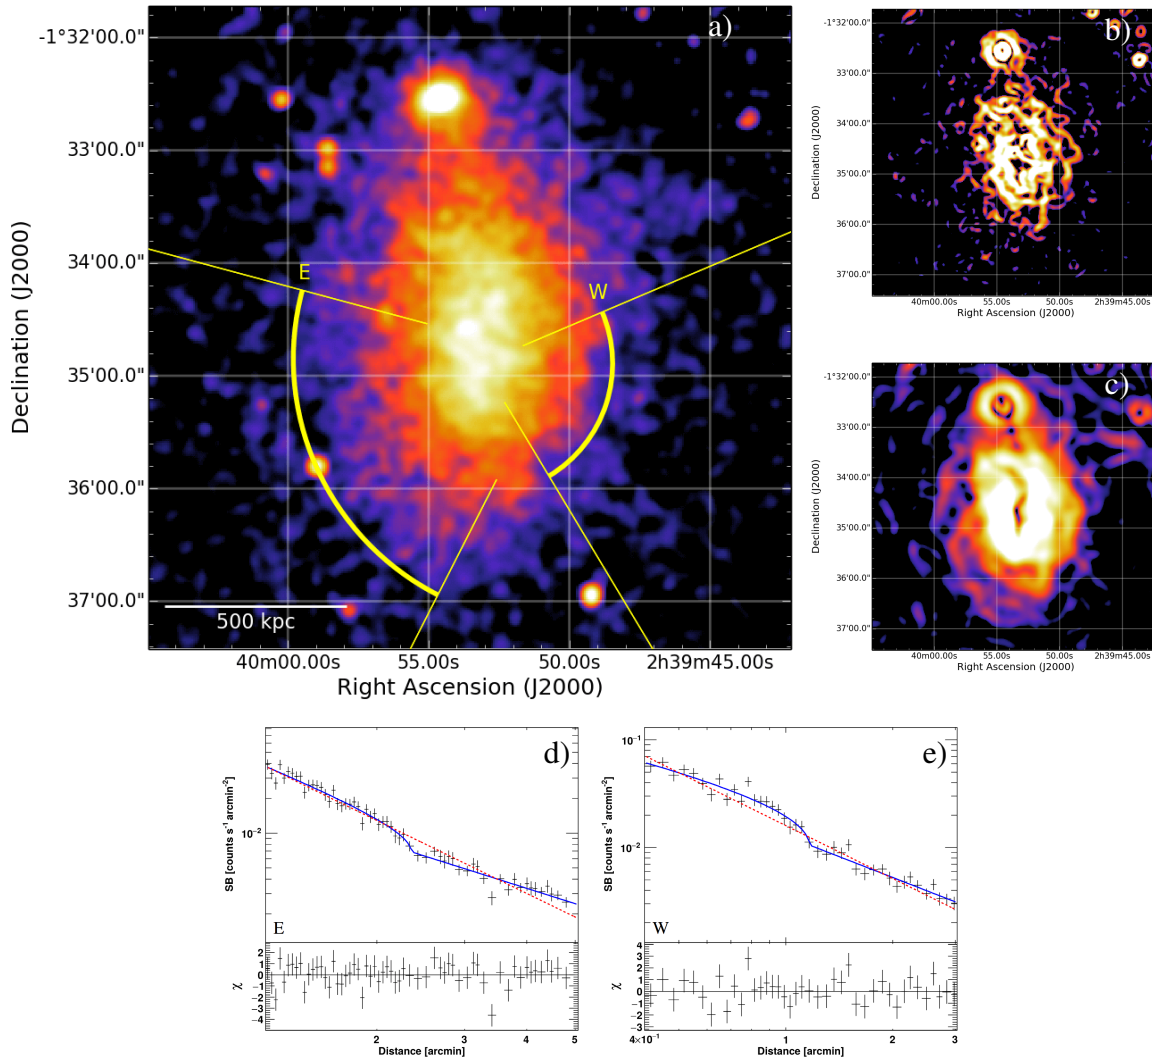 a)
-1°32'00.0"
33'00.0"
34'00.0"
35'00.0"
36'00.0"
37'00.0"
Declination (J2000)
E
W
500 kpc
40m00.00s 55.00s 50.00s 2h39m45.00s
Right Ascension (J2000)
b)
-1°32'00.0"
33'00.0"
34'00.0"
35'00.0"
36'00.0"
37'00.0"
Declination (J2000)
40m00.00s 55.00s 50.00s 2h39m45.00s
Right Ascension (J2000)
c)
-1°32'00.0"
33'00.0"
34'00.0"
35'00.0"
36'00.0"
37'00.0"
Declination (J2000)
40m00.00s 55.00s 50.00s 2h39m45.00s
Right Ascension (J2000)
d)
SB [counts s⁻¹ arcmin⁻²]
10⁻²
E
χ
2
1
0
−1
−2
−3
−4
2 3 4 5
Distance [arcmin]
e)
SB [counts s⁻¹ arcmin⁻²]
10⁻¹
10⁻²
W
χ
4
3
2
1
0
−1
−2
−3
4×10⁻¹ 1 2 3
Distance [arcmin]